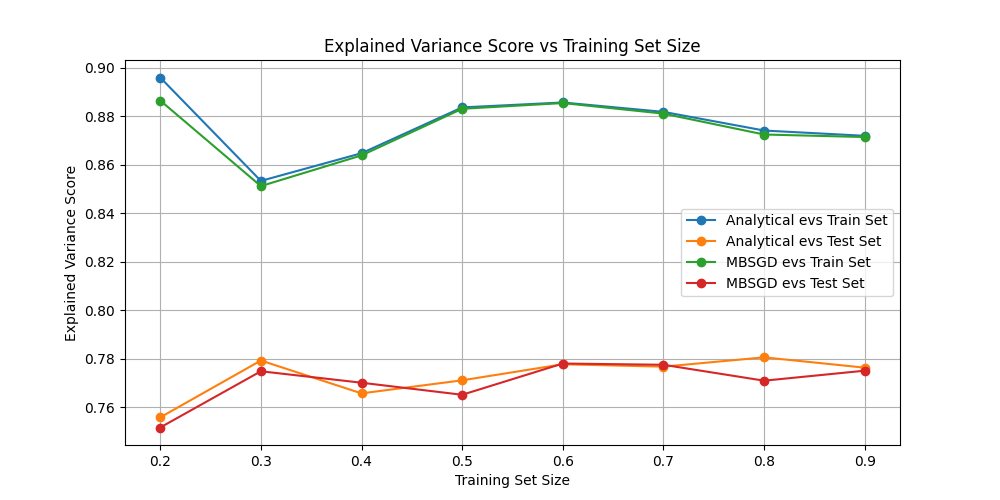 Explained Variance Score vs Training Set Size
Explained Variance Score
0.90
0.88
0.86
0.84
0.82
0.80
0.78
0.76
Analytical evs Train Set
Analytical evs Test Set
MBSGD evs Train Set
MBSGD evs Test Set
0.2 0.3 0.4 0.5 0.6 0.7 0.8 0.9
Training Set Size